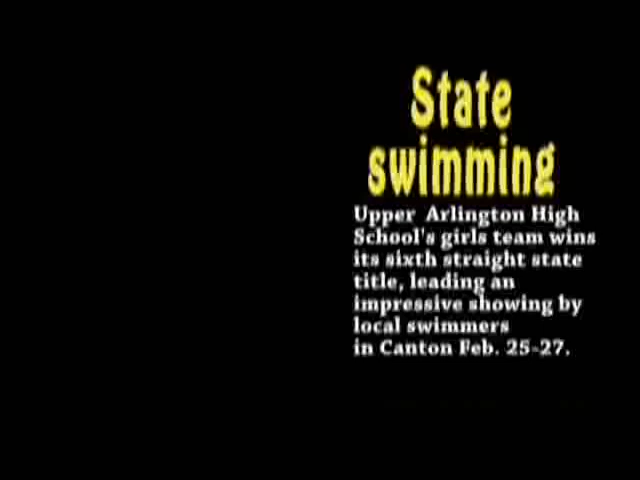 State
swimming
Upper Arlington High
School's girls team wins
its sixth straight state
title, leading an
impressive showing by
local swimmers
in Canton Feb. 25-27.